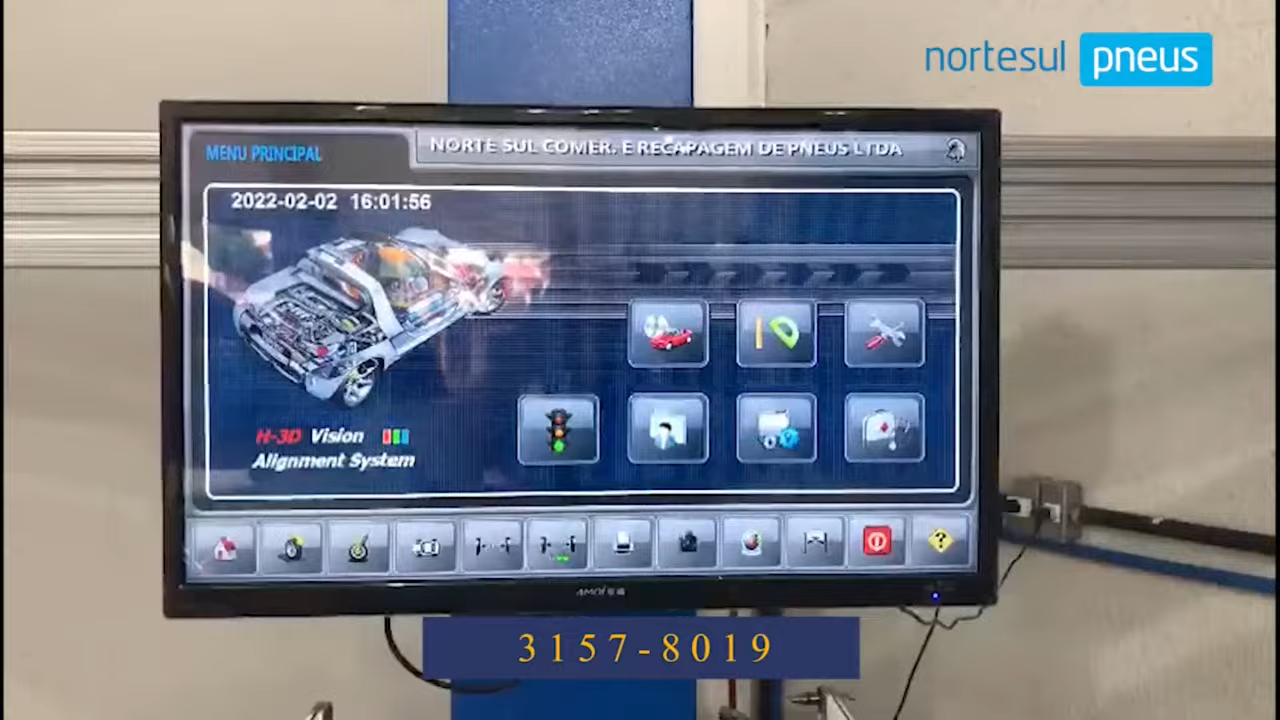 nortesul pneus
MENU PRINCIPAL
NORTE SUL COMER. E RECAPAGEM DE PNEUS LTDA
2022-02-02 16:01:56
H-3D Vision
Alignment System
3157-8019